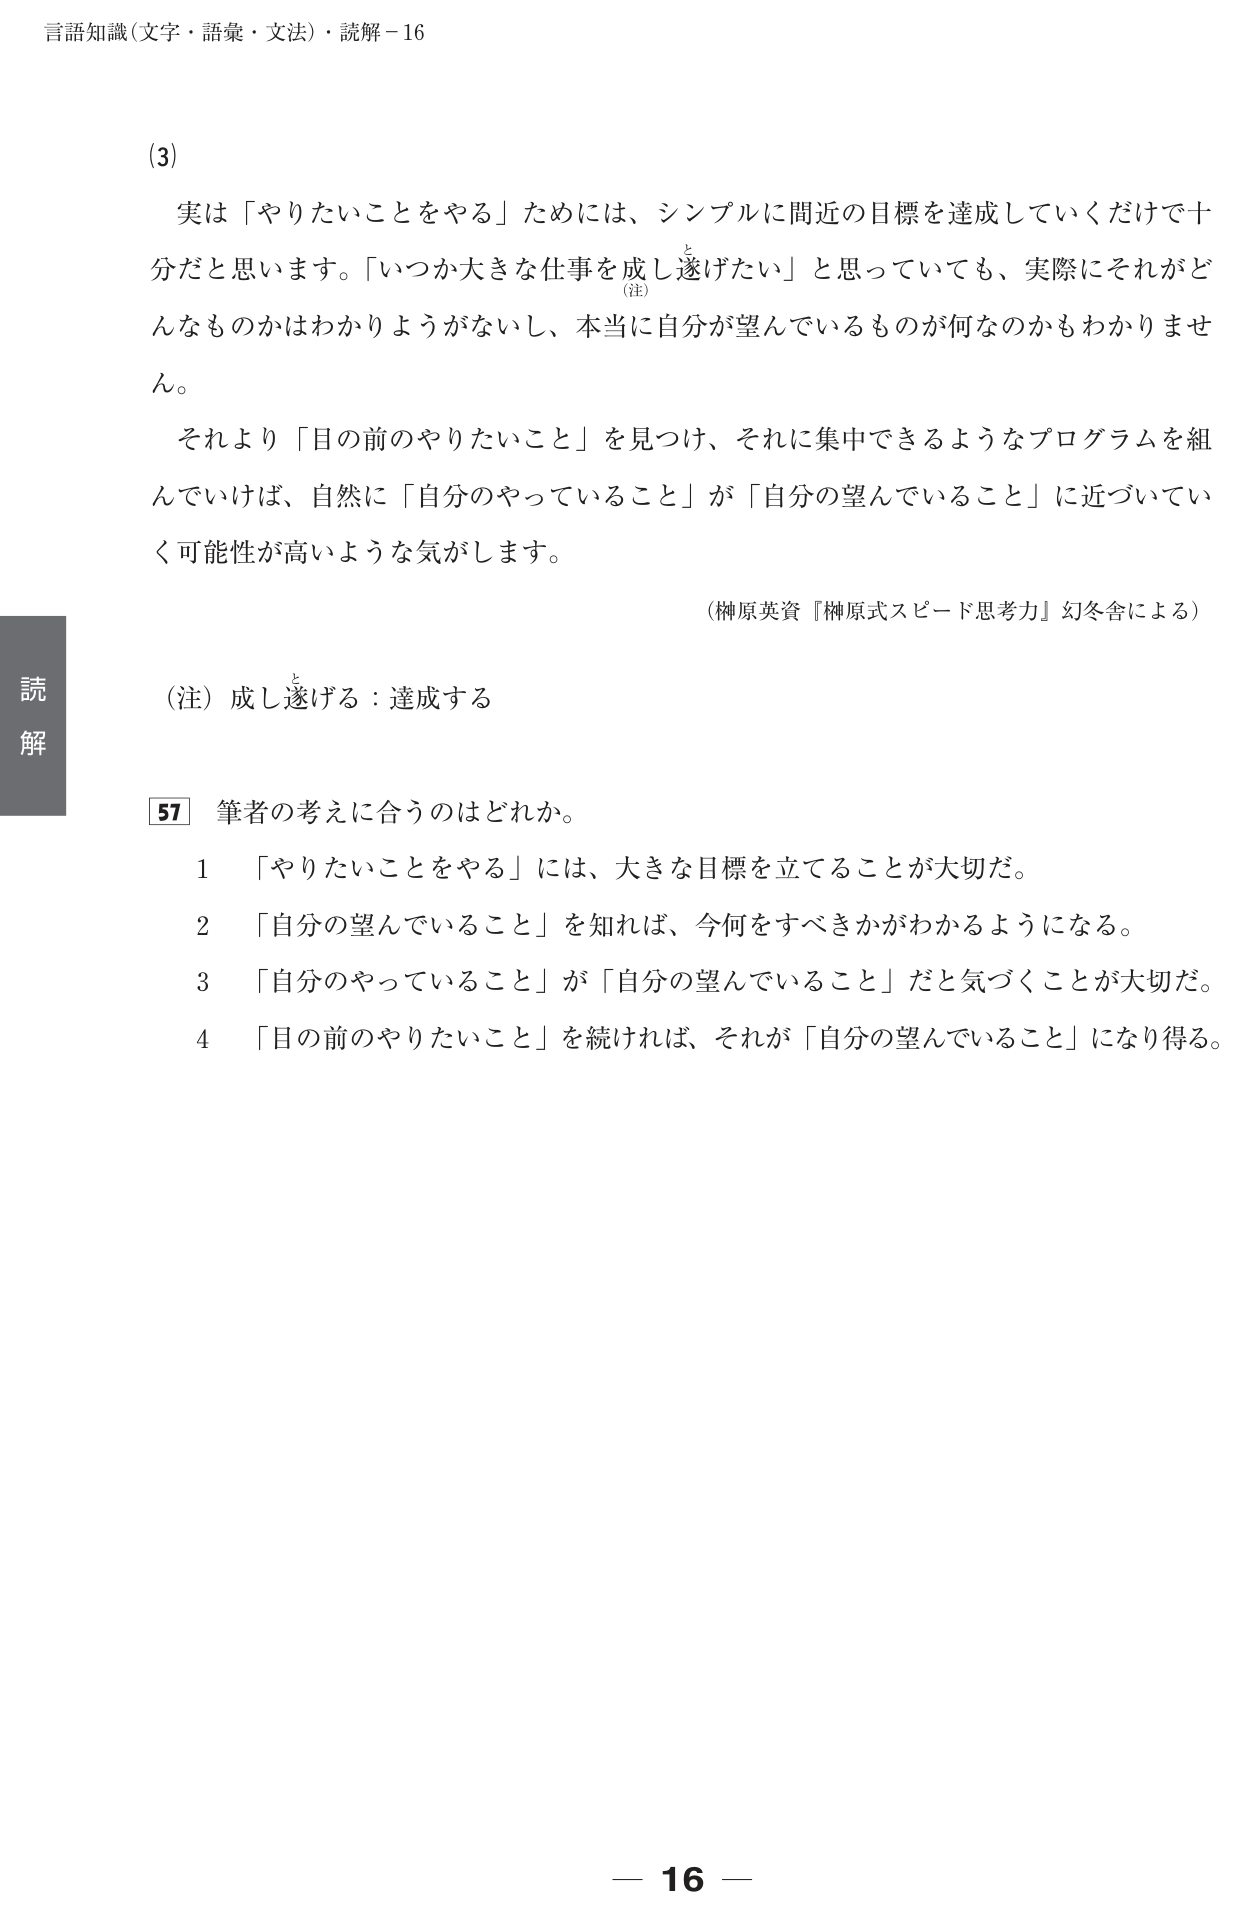 言語知識(文字・語彙・文法)・読解－16
(3)
実は「やりたいことをやる」ためには、シンプルに間近の目標を達成していくだけで十
分だと思います。「いつか大きな仕事を成し遂げたい」と思っていても、実際にそれがど
と
(注)
んなものかはわかりようがないし、本当に自分が望んでいるものが何なのかもわかりませ
ん。
それより「目の前のやりたいこと」を見つけ、それに集中できるようなプログラムを組
んでいけば、自然に「自分のやっていること」が「自分の望んでいること」に近づいてい
く可能性が高いような気がします。
（榊原英資『榊原式スピード思考力』幻冬舎による）
読解
と
（注）成し遂げる：達成する
57 筆者の考えに合うのはどれか。
1 「やりたいことをやる」には、大きな目標を立てることが大切だ。
2 「自分の望んでいること」を知れば、今何をすべきかがわかるようになる。
3 「自分のやっていること」が「自分の望んでいること」だと気づくことが大切だ。
4 「目の前のやりたいこと」を続ければ、それが「自分の望んでいること」になり得る。
— 16 —